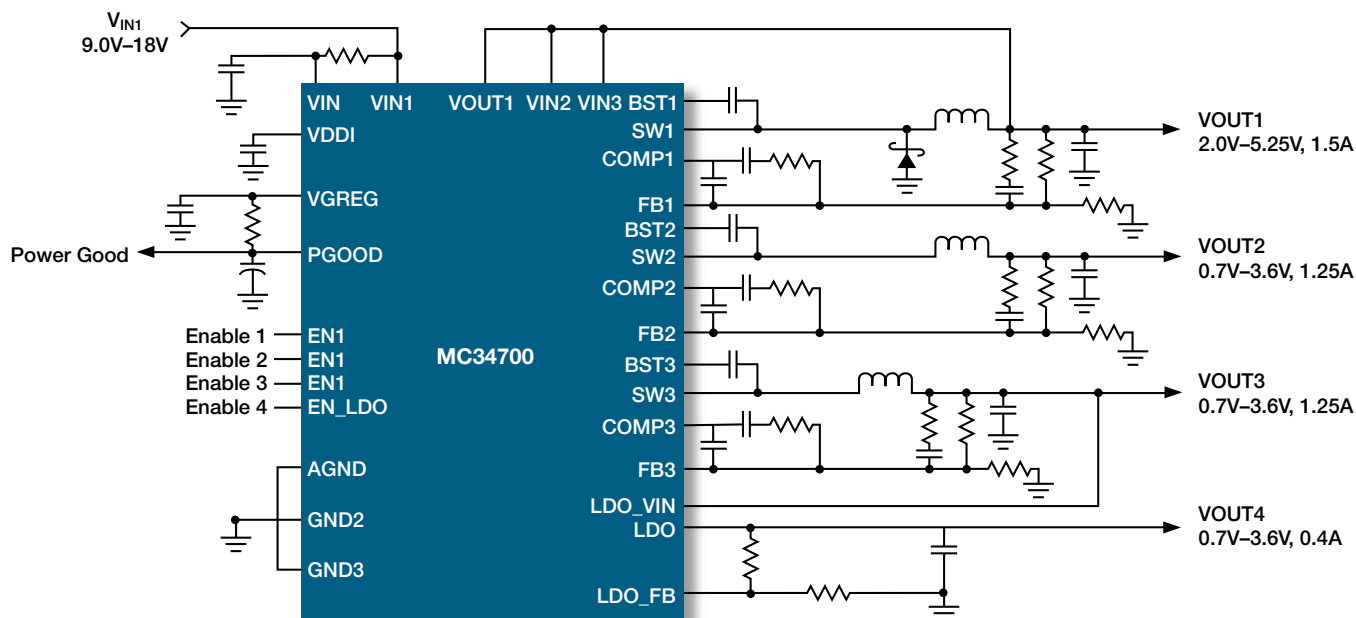 VIN1
9.0V–18V
VIN
VIN1
VOUT1
VIN2
VIN3
BST1
VDDI
SW1
VOUT1
2.0V–5.25V, 1.5A
COMP1
VGREG
FB1
BST2
Power Good
PGOOD
SW2
VOUT2
0.7V–3.6V, 1.25A
COMP2
Enable 1
EN1
FB2
Enable 2
EN1
MC34700
BST3
Enable 3
EN1
SW3
VOUT3
0.7V–3.6V, 1.25A
Enable 4
EN_LDO
COMP3
AGND
FB3
LDO_VIN
GND2
LDO
VOUT4
0.7V–3.6V, 0.4A
GND3
LDO_FB